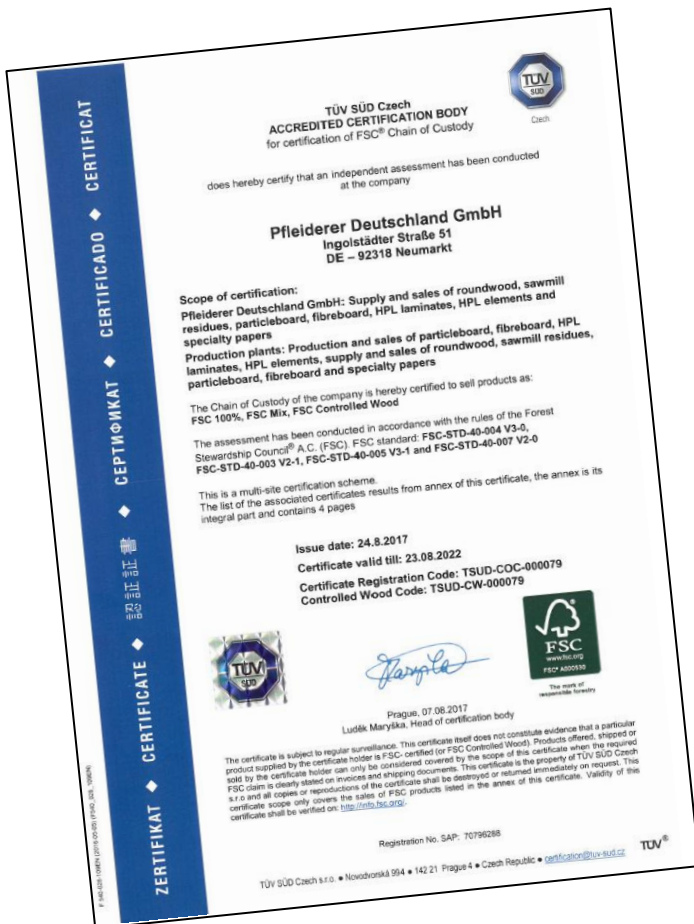 ZERTIFIKAT ◆ CERTIFICATE ◆ 認証証書 ◆ СЕРТИФИКАТ ◆ CERTIFICADO ◆ CERTIFICAT
TÜV
SÜD
Czech
TÜV SÜD Czech
ACCREDITED CERTIFICATION BODY
for certification of FSC® Chain of Custody
does hereby certify that an independent assessment has been conducted
at the company
Pfleiderer Deutschland GmbH
Ingolstädter Straße 51
DE – 92318 Neumarkt
Scope of certification:
Pfleiderer Deutschland GmbH: Supply and sales of roundwood, sawmill
residues, particleboard, fibreboard, HPL laminates, HPL elements and
specialty papers
Production plants: Production and sales of particleboard, fibreboard, HPL
laminates, HPL elements, supply and sales of roundwood, sawmill residues,
particleboard, fibreboard and specialty papers
The Chain of Custody of the company is hereby certified to sell products as:
FSC 100%, FSC Mix, FSC Controlled Wood
The assessment has been conducted in accordance with the rules of the Forest
Stewardship Council® A.C. (FSC). FSC standard: FSC-STD-40-004 V3-0,
FSC-STD-40-003 V2-1, FSC-STD-40-005 V3-1 and FSC-STD-40-007 V2-0
This is a multi-site certification scheme.
The list of the associated certificates results from annex of this certificate, the annex is its
integral part and contains 4 pages
Issue date: 24.8.2017
Certificate valid till: 23.08.2022
Certificate Registration Code: TSUD-COC-000079
Controlled Wood Code: TSUD-CW-000079
TÜV
SÜD
FSC
www.fsc.org
FSC® A000530
The mark of
responsible forestry
Prague, 07.08.2017
Luděk Maryška, Head of certification body
The certificate is subject to regular surveillance. This certificate itself does not constitute evidence that a particular
product supplied by the certificate holder is FSC- certified (or FSC Controlled Wood). Products offered, shipped or
sold by the certificate holder can only be considered covered by the scope of this certificate when the required
FSC claim is clearly stated on invoices and shipping documents. This certificate is the property of TÜV SÜD Czech
s.r.o and all copies or reproductions of the certificate shall be destroyed or returned immediately on request. This
certificate scope only covers the sales of FSC products listed in the annex of this certificate. Validity of this
certificate shall be verified on: http://info.fsc.org/.
Registration No. SAP: 70796288
TÜV SÜD Czech s.r.o. ● Novodvorská 994 ● 142 21 Prague 4 ● Czech Republic ● certification@tuv-sud.cz
TÜV®